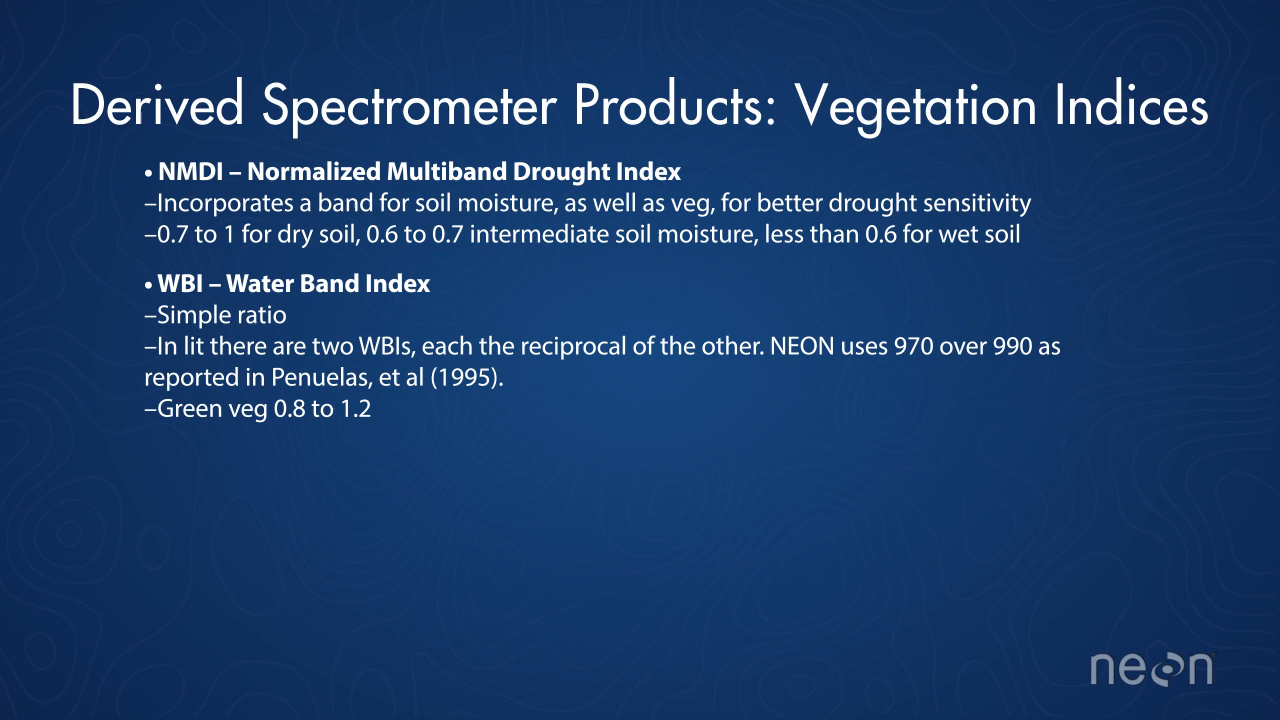 Derived Spectrometer Products: Vegetation Indices
• NMDI – Normalized Multiband Drought Index
–Incorporates a band for soil moisture, as well as veg, for better drought sensitivity
–0.7 to 1 for dry soil, 0.6 to 0.7 intermediate soil moisture, less than 0.6 for wet soil
• WBI – Water Band Index
–Simple ratio
–In lit there are two WBIs, each the reciprocal of the other. NEON uses 970 over 990 as
reported in Penuelas, et al (1995).
–Green veg 0.8 to 1.2
neon